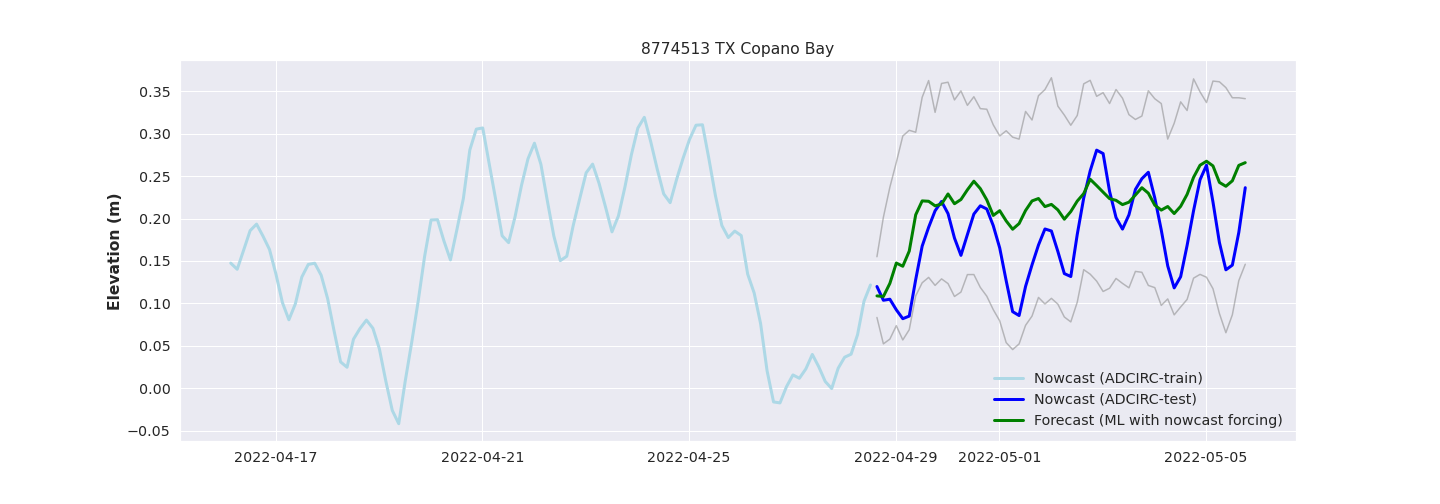 8774513 TX Copano Bay
Elevation (m)
0.35
0.30
0.25
0.20
0.15
0.10
0.05
0.00
−0.05
Nowcast (ADCIRC-train)
Nowcast (ADCIRC-test)
Forecast (ML with nowcast forcing)
2022-04-17 2022-04-21 2022-04-25 2022-04-29 2022-05-01 2022-05-05